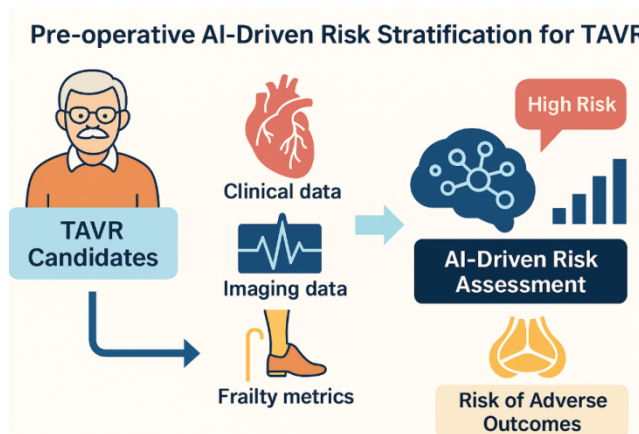 Pre-operative AI-Driven Risk Stratification for TAVR
TAVR
Candidates
Clinical data
Imaging data
Frailty metrics
High Risk
AI-Driven Risk
Assessment
Risk of Adverse
Outcomes